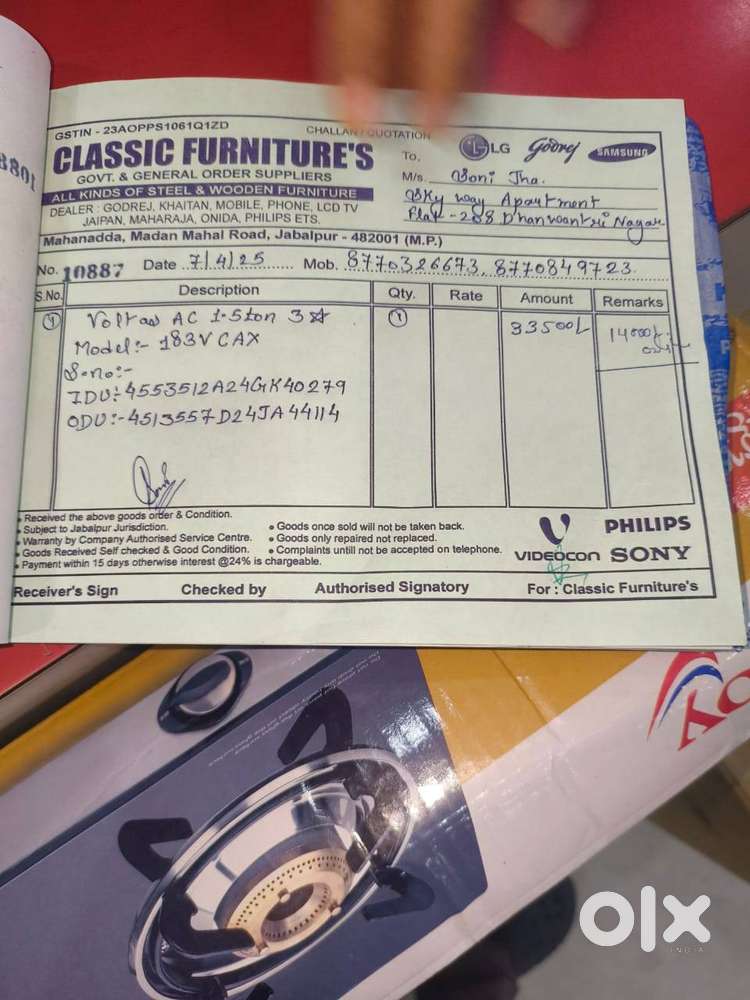 8801
GSTIN - 23AOPPS1061Q1ZD
CHALLAN / QUOTATION
CLASSIC FURNITURE'S
GOVT. & GENERAL ORDER SUPPLIERS
ALL KINDS OF STEEL & WOODEN FURNITURE
DEALER : GODREJ, KHAITAN, MOBILE, PHONE, LCD TV
JAIPAN, MAHARAJA, ONIDA, PHILIPS ETS.
Mahanadda, Madan Mahal Road, Jabalpur - 482001 (M.P.)
LG Godrej SAMSUNG
To,
M/s. Soni Jha.
Sky way Apartment
Flat - 208 Dhanwantri Nagar
No. 10887 Date 7/4/25 Mob. 8770326673, 8770849723
S.No. Description Qty. Rate Amount Remarks
1 Voltas AC 1.5ton 3☆ 1 33500/- 14000/-
Model:- 183V CAX
S.no:-
IDU:-4553512A24GK40279
ODU:-4513557D24JA44114
Received the above goods order & Condition.
Subject to Jabalpur Jurisdiction.
Warranty by Company Authorised Service Centre.
Goods Received Self checked & Good Condition.
Payment within 15 days otherwise interest @24% is chargeable.
Goods once sold will not be taken back.
Goods only repaired not replaced.
Complaints untill not be accepted on telephone.
PHILIPS
VIDEOCON SONY
Receiver's Sign Checked by Authorised Signatory For : Classic Furniture's
OY
olx
INDIA